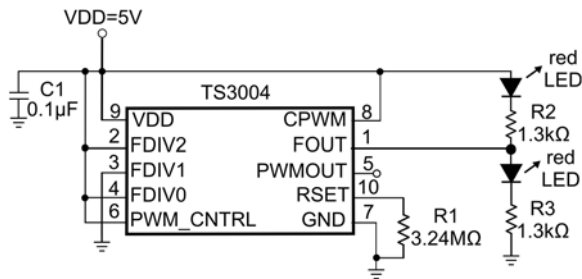 VDD=5V
C1
0.1µF
TS3004
9 VDD
2 FDIV2
3 FDIV1
4 FDIV0
6 PWM_CNTRL
CPWM 8
FOUT 1
PWMOUT 5
RSET 10
GND 7
R1
3.24MΩ
red
LED
R2
1.3kΩ
red
LED
R3
1.3kΩ